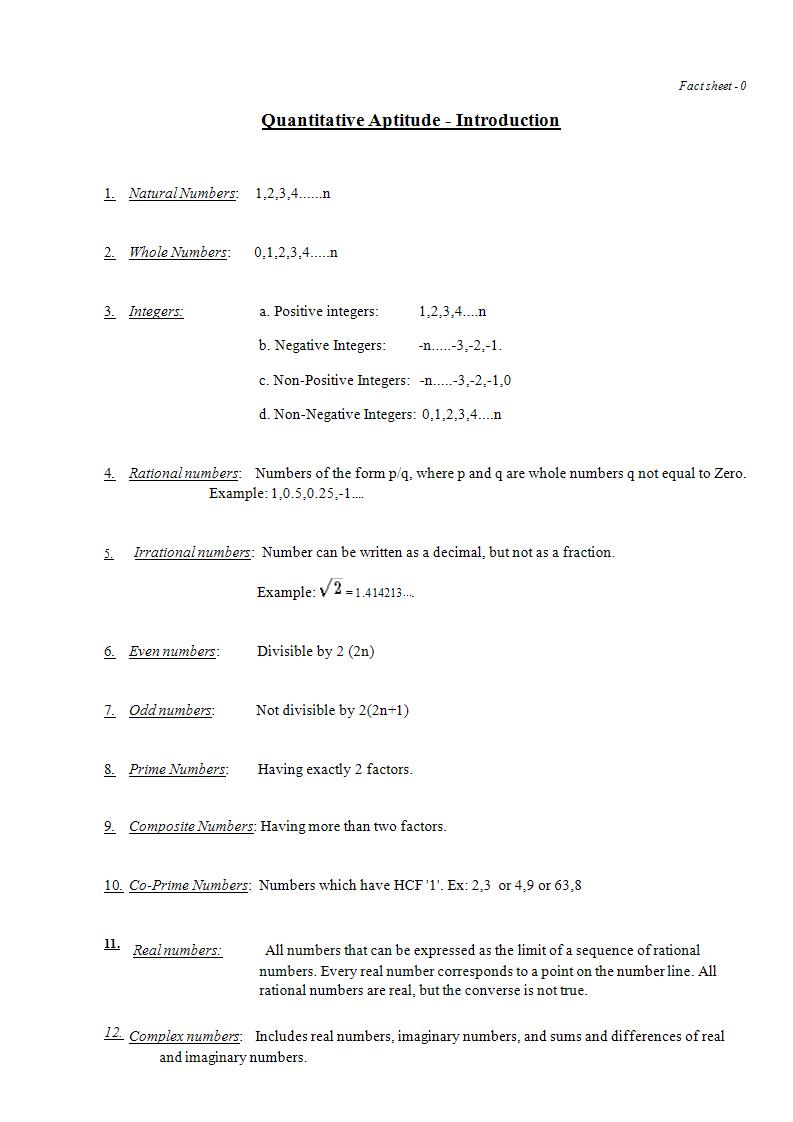 Fact sheet - 0
Quantitative Aptitude - Introduction
1. Natural Numbers: 1,2,3,4......n
2. Whole Numbers: 0,1,2,3,4.....n
3. Integers: a. Positive integers: 1,2,3,4....n
b. Negative Integers: -n.....-3,-2,-1.
c. Non-Positive Integers: -n.....-3,-2,-1,0
d. Non-Negative Integers: 0,1,2,3,4....n
4. Rational numbers: Numbers of the form p/q, where p and q are whole numbers q not equal to Zero.
Example: 1,0.5,0.25,-1....
5. Irrational numbers: Number can be written as a decimal, but not as a fraction.
Example: √2 = 1.414213....
6. Even numbers: Divisible by 2 (2n)
7. Odd numbers: Not divisible by 2(2n+1)
8. Prime Numbers: Having exactly 2 factors.
9. Composite Numbers: Having more than two factors.
10. Co-Prime Numbers: Numbers which have HCF '1'. Ex: 2,3 or 4,9 or 63,8
11. Real numbers: All numbers that can be expressed as the limit of a sequence of rational
numbers. Every real number corresponds to a point on the number line. All
rational numbers are real, but the converse is not true.
12. Complex numbers: Includes real numbers, imaginary numbers, and sums and differences of real
and imaginary numbers.